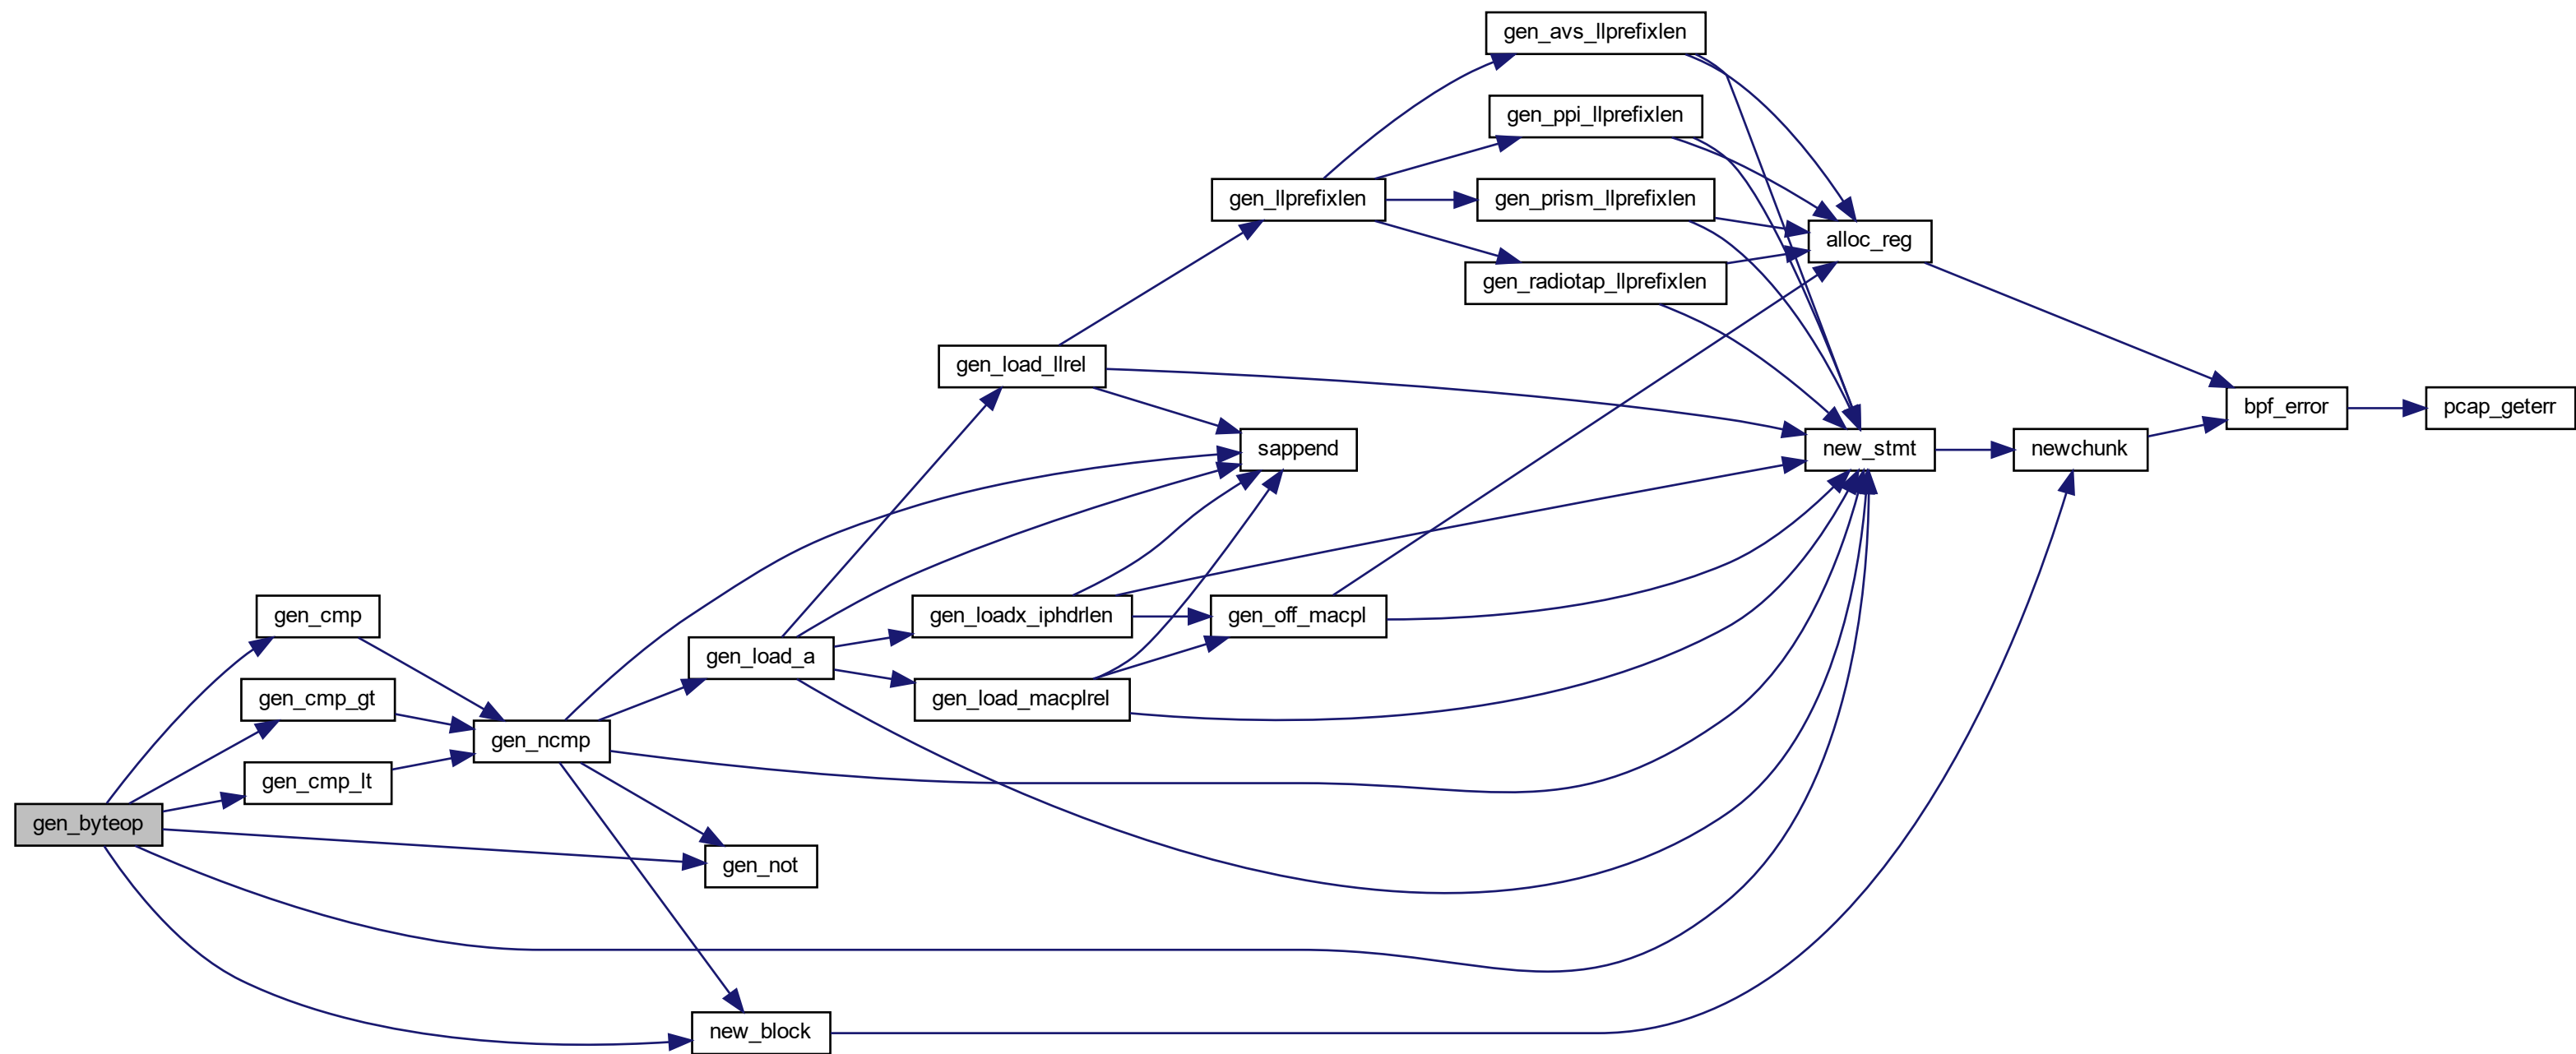 gen_avs_llprefixlen
gen_ppi_llprefixlen
gen_llprefixlen
gen_prism_llprefixlen
alloc_reg
gen_radiotap_llprefixlen
gen_load_llrel
bpf_error
pcap_geterr
sappend
new_stmt
newchunk
gen_cmp
gen_loadx_iphdrlen
gen_off_macpl
gen_load_a
gen_cmp_gt
gen_load_macplrel
gen_ncmp
gen_cmp_lt
gen_byteop
gen_not
new_block